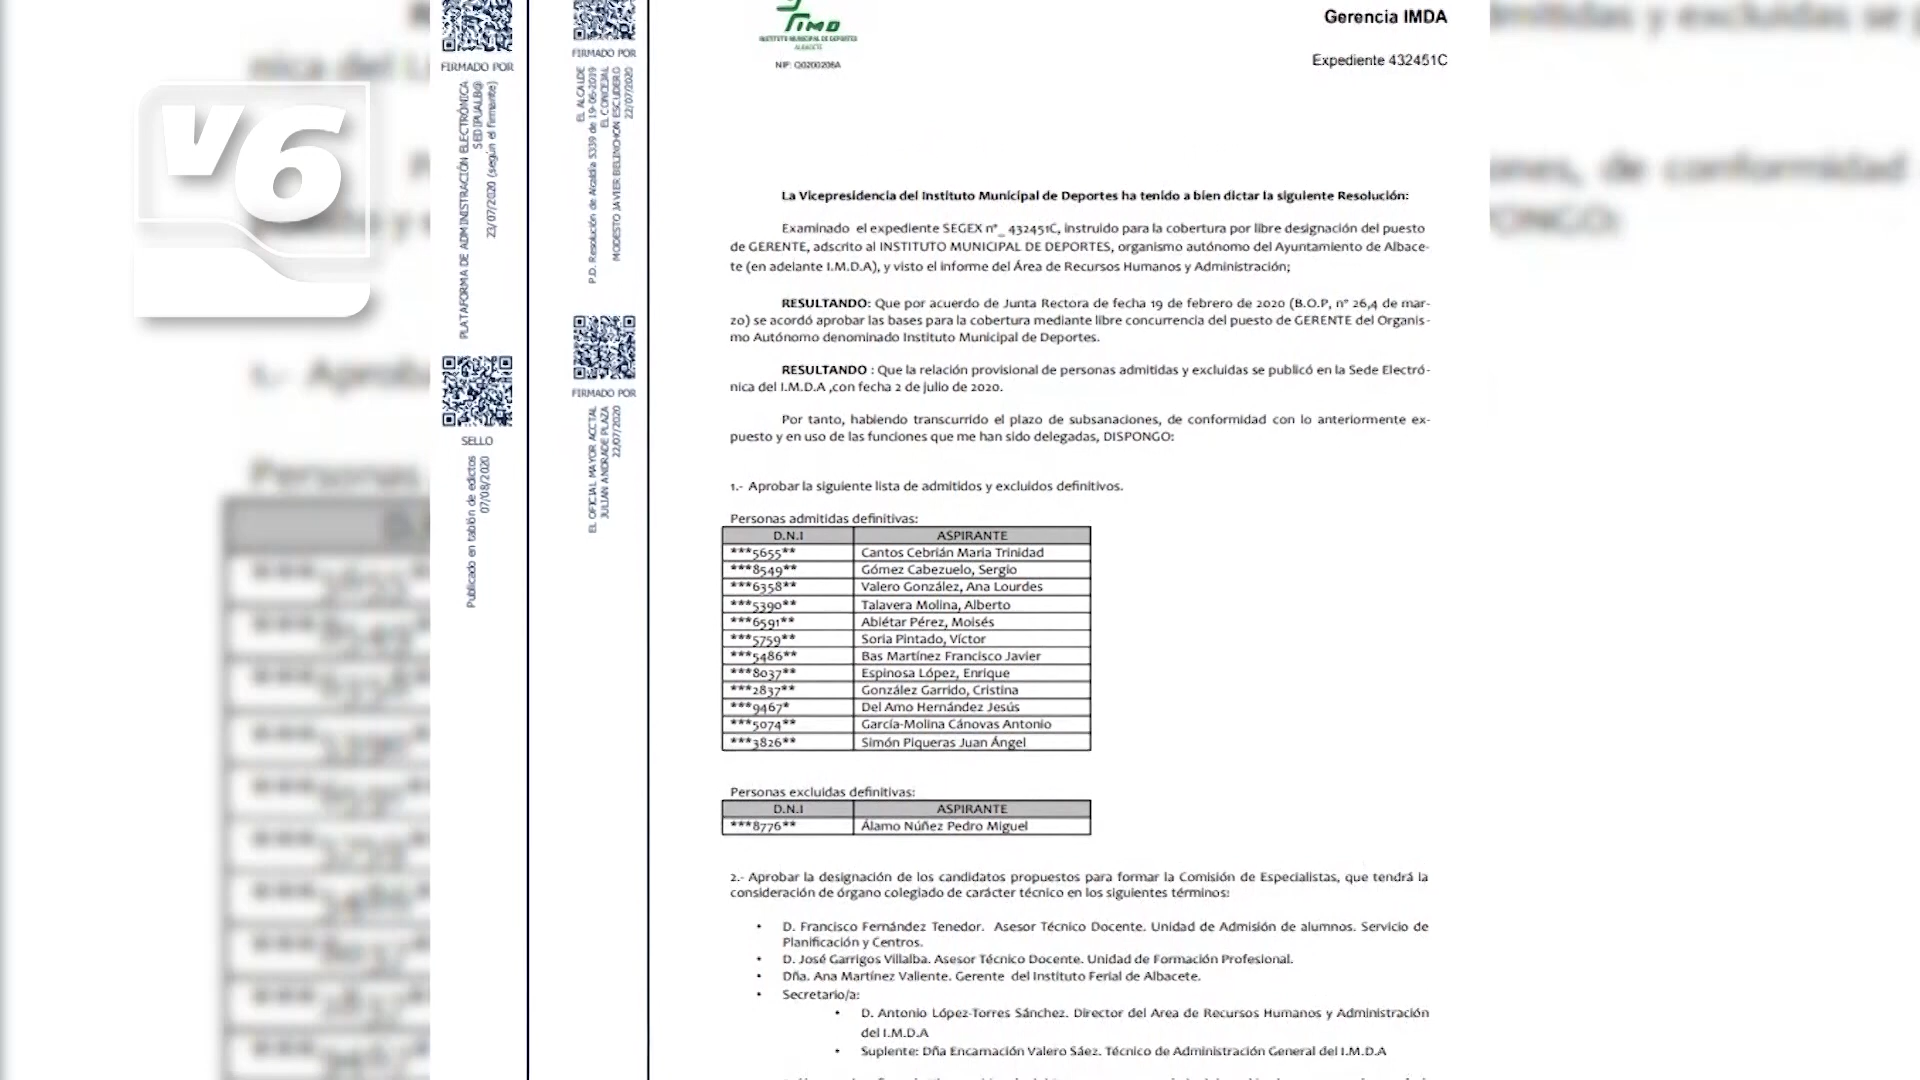 V6
FIRMADO POR
PLATAFORMA DE ADMINISTRACIÓN ELECTRÓNICA
SEDIPUALB@
23/07/2020 (según el firmante)
SELLO
Publicado en tablón de edictos
07/08/2020
FIRMADO POR
EL ALCALDE
P.D. Resolución de Alcaldía 5339 de 19-06-2019
EL CONCEJAL
MODESTO JAVIER BELINCHON ESCUDERO
22/07/2020
FIRMADO POR
EL OFICIAL MAYOR ACCTAL
JULIAN ANDRADE PLAZA
22/07/2020
IMD
INSTITUTO MUNICIPAL DE DEPORTES
ALBACETE
NIF: Q0200208A
Gerencia IMDA
Expediente 432451C
La Vicepresidencia del Instituto Municipal de Deportes ha tenido a bien dictar la siguiente Resolución:
Examinado el expediente SEGEX nº_ 432451C, instruido para la cobertura por libre designación del puesto
de GERENTE, adscrito al INSTITUTO MUNICIPAL DE DEPORTES, organismo autónomo del Ayuntamiento de Albace-
te (en adelante I.M.D.A), y visto el informe del Área de Recursos Humanos y Administración;
RESULTANDO: Que por acuerdo de Junta Rectora de fecha 19 de febrero de 2020 (B.O.P, nº 26,4 de mar-
zo) se acordó aprobar las bases para la cobertura mediante libre concurrencia del puesto de GERENTE del Organis-
mo Autónomo denominado Instituto Municipal de Deportes.
RESULTANDO : Que la relación provisional de personas admitidas y excluidas se publicó en la Sede Electró-
nica del I.M.D.A ,con fecha 2 de julio de 2020.
Por tanto, habiendo transcurrido el plazo de subsanaciones, de conformidad con lo anteriormente ex-
puesto y en uso de las funciones que me han sido delegadas, DISPONGO:
1.- Aprobar la siguiente lista de admitidos y excluidos definitivos.
Personas admitidas definitivas:
D.N.I ASPIRANTE
***5655** Cantos Cebrián Maria Trinidad
***8549** Gómez Cabezuelo, Sergio
***6358** Valero González, Ana Lourdes
***5390** Talavera Molina, Alberto
***6591** Abiétar Pérez, Moisés
***5759** Soria Pintado, Víctor
***5486** Bas Martínez Francisco Javier
***8037** Espinosa López, Enrique
***2837** González Garrido, Cristina
***9467* Del Amo Hernández Jesús
***5074** García-Molina Cánovas Antonio
***3826** Simón Piqueras Juan Ángel
Personas excluidas definitivas:
D.N.I ASPIRANTE
***8776** Álamo Núñez Pedro Miguel
2.- Aprobar la designación de los candidatos propuestos para formar la Comisión de Especialistas, que tendrá la
consideración de órgano colegiado de carácter técnico en los siguientes términos:
• D. Francisco Fernández Tenedor. Asesor Técnico Docente. Unidad de Admisión de alumnos. Servicio de
Planificación y Centros.
• D. José Garrigos Villalba. Asesor Técnico Docente. Unidad de Formación Profesional.
• Dña. Ana Martínez Valiente. Gerente del Instituto Ferial de Albacete.
• Secretario/a:
• D. Antonio López-Torres Sánchez. Director del Area de Recursos Humanos y Administración
del I.M.D.A
• Suplente: Dña Encarnación Valero Sáez. Técnico de Administración General del I.M.D.A